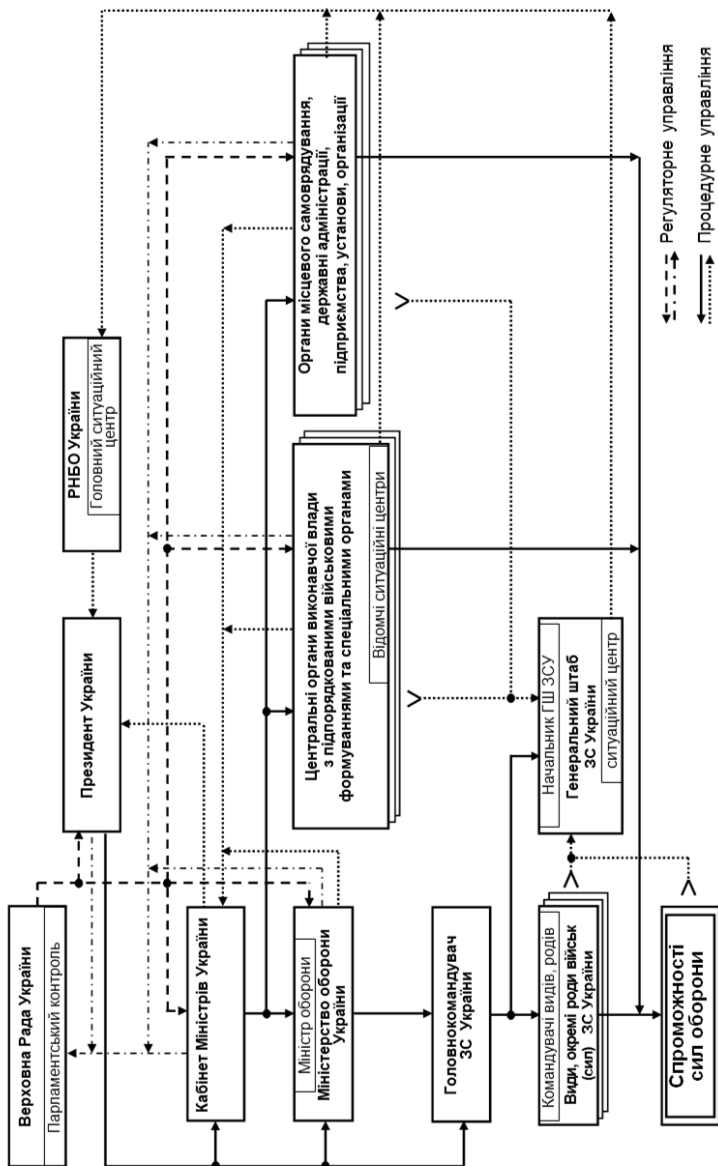 Верховна Рада України
Парламентський контроль
Президент України
РНБО України
Головний ситуаційний
центр
Кабінет Міністрів України
Міністр оборони
Міністерство оборони
України
Центральні органи виконавчої влади
з підпорядкованими військовими
формуваннями та спеціальними органами
Відомчі ситуаційні центри
Органи місцевого самоврядування,
державні адміністрації,
підприємства, установи, організації
Головнокомандувач
ЗС України
Командувачі видів, родів
Види, окремі роди військ
(сил) ЗС України
Начальник ГШ ЗСУ
Генеральний штаб
ЗС України
ситуаційний центр
Спроможності
сил оборони
Регуляторне управління
Процедурне управління